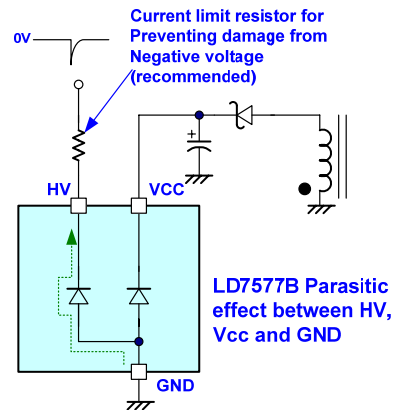 Current limit resistor for
Preventing damage from
Negative voltage
(recommended)
0V
+
HV
VCC
LD7577B Parasitic
effect between HV,
Vcc and GND
GND